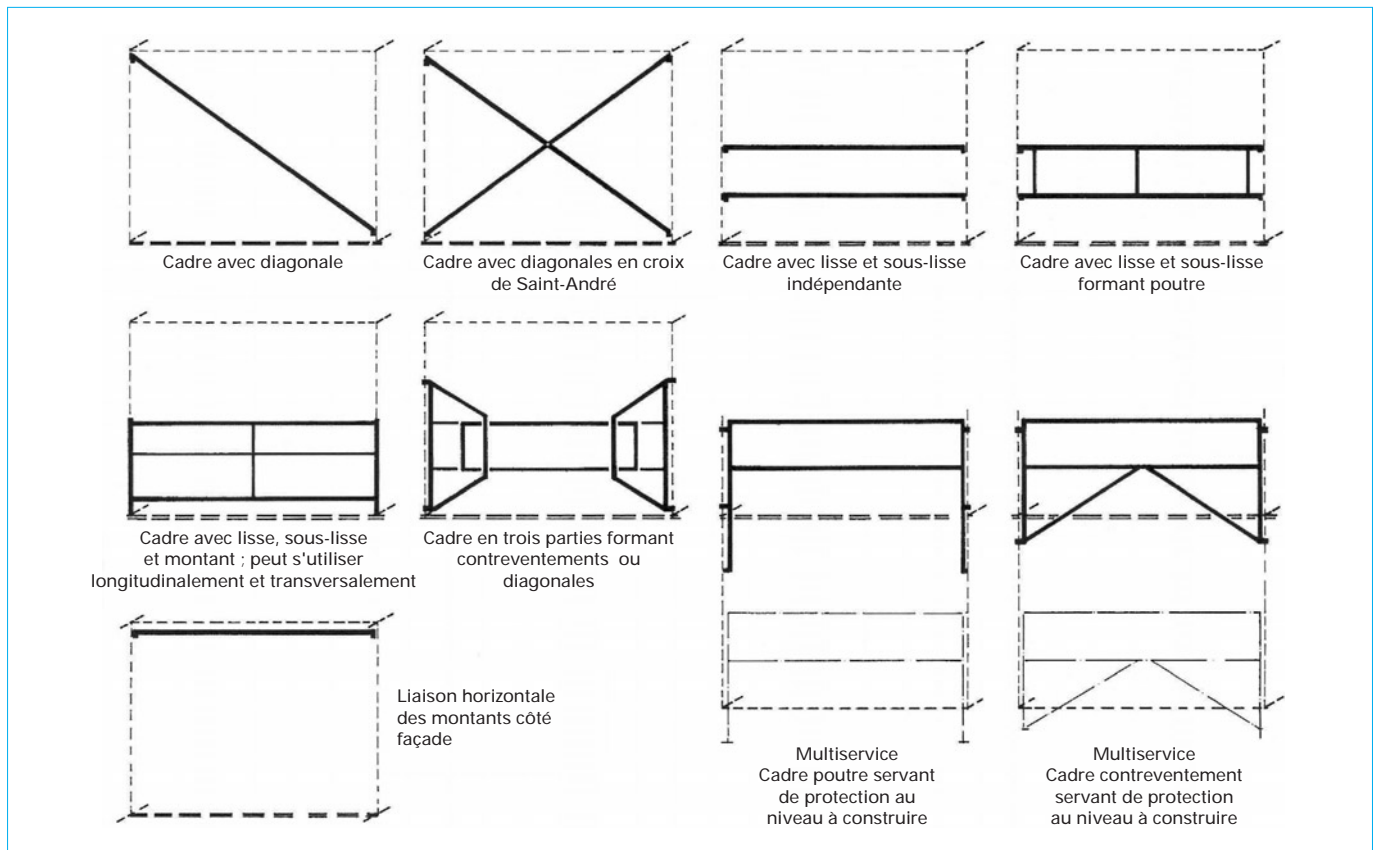 Cadre avec diagonale
Cadre avec diagonales en croix
de Saint-André
Cadre avec lisse et sous-lisse
indépendante
Cadre avec lisse et sous-lisse
formant poutre
Cadre avec lisse, sous-lisse
et montant ; peut s'utiliser
longitudinalement et transversalement
Cadre en trois parties formant
contreventements ou
diagonales
Liaison horizontale
des montants côté
façade
Multiservice
Cadre poutre servant
de protection au
niveau à construire
Multiservice
Cadre contreventement
servant de protection
au niveau à construire